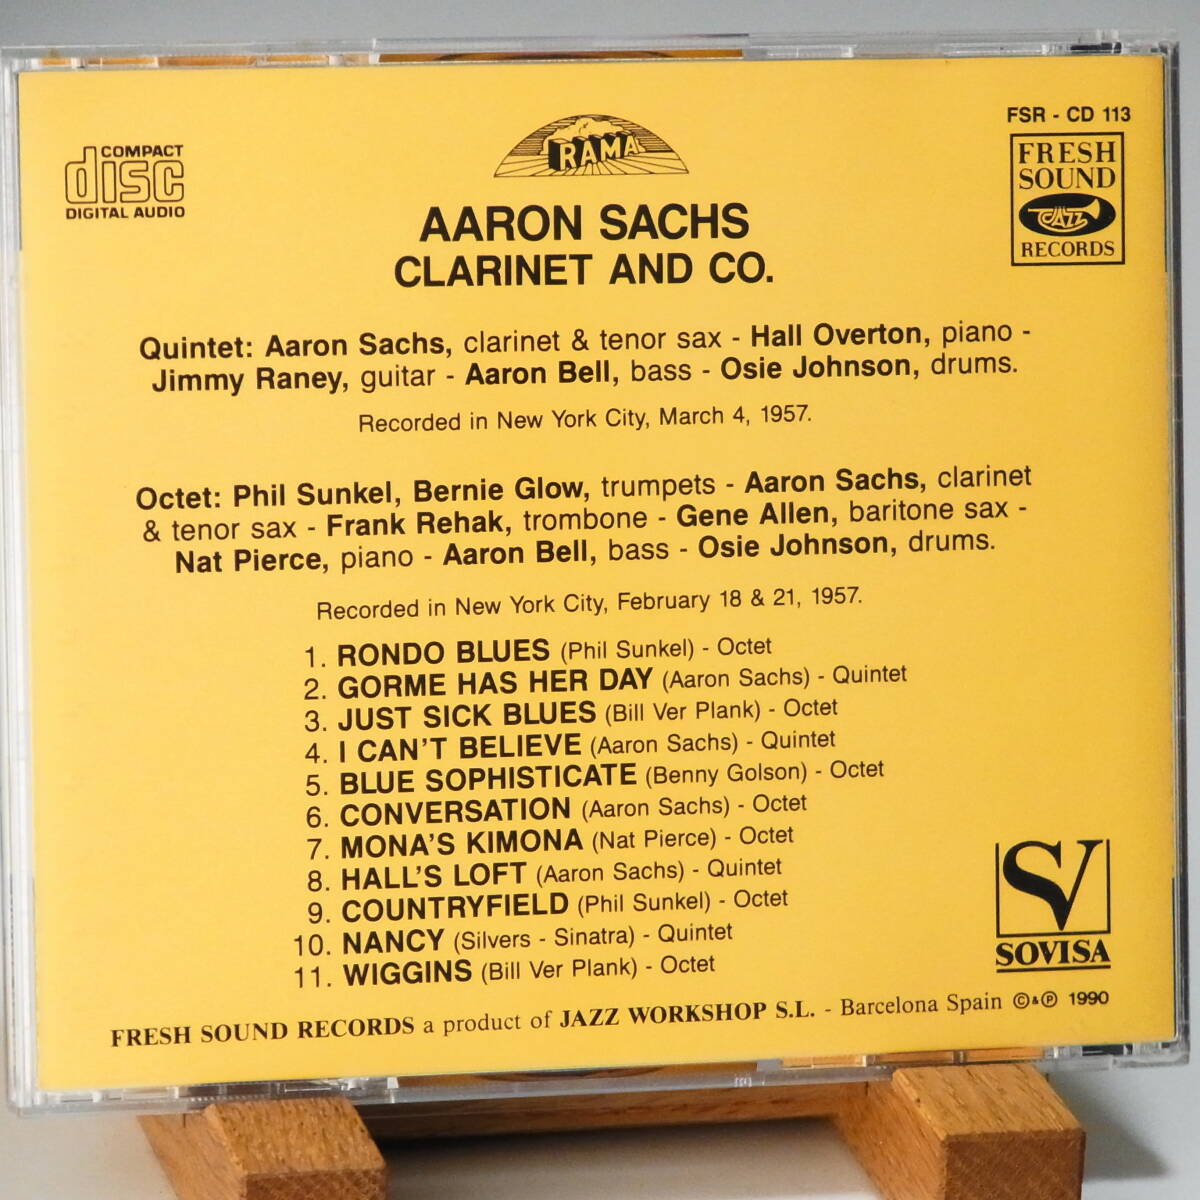 COMPACT
disc
DIGITAL AUDIO
RAMA
FSR - CD 113
FRESH
SOUND
JAZZ
RECORDS
AARON SACHS
CLARINET AND CO.
Quintet: Aaron Sachs, clarinet & tenor sax - Hall Overton, piano -
Jimmy Raney, guitar - Aaron Bell, bass - Osie Johnson, drums.
Recorded in New York City, March 4, 1957.
Octet: Phil Sunkel, Bernie Glow, trumpets - Aaron Sachs, clarinet
& tenor sax - Frank Rehak, trombone - Gene Allen, baritone sax -
Nat Pierce, piano - Aaron Bell, bass - Osie Johnson, drums.
Recorded in New York City, February 18 & 21, 1957.
1. RONDO BLUES (Phil Sunkel) - Octet
2. GORME HAS HER DAY (Aaron Sachs) - Quintet
3. JUST SICK BLUES (Bill Ver Plank) - Octet
4. I CAN'T BELIEVE (Aaron Sachs) - Quintet
5. BLUE SOPHISTICATE (Benny Golson) - Octet
6. CONVERSATION (Aaron Sachs) - Octet
7. MONA'S KIMONA (Nat Pierce) - Octet
8. HALL'S LOFT (Aaron Sachs) - Quintet
9. COUNTRYFIELD (Phil Sunkel) - Octet
10. NANCY (Silvers - Sinatra) - Quintet
11. WIGGINS (Bill Ver Plank) - Octet
SV
SOVISA
FRESH SOUND RECORDS a product of JAZZ WORKSHOP S.L. - Barcelona Spain ©&℗ 1990